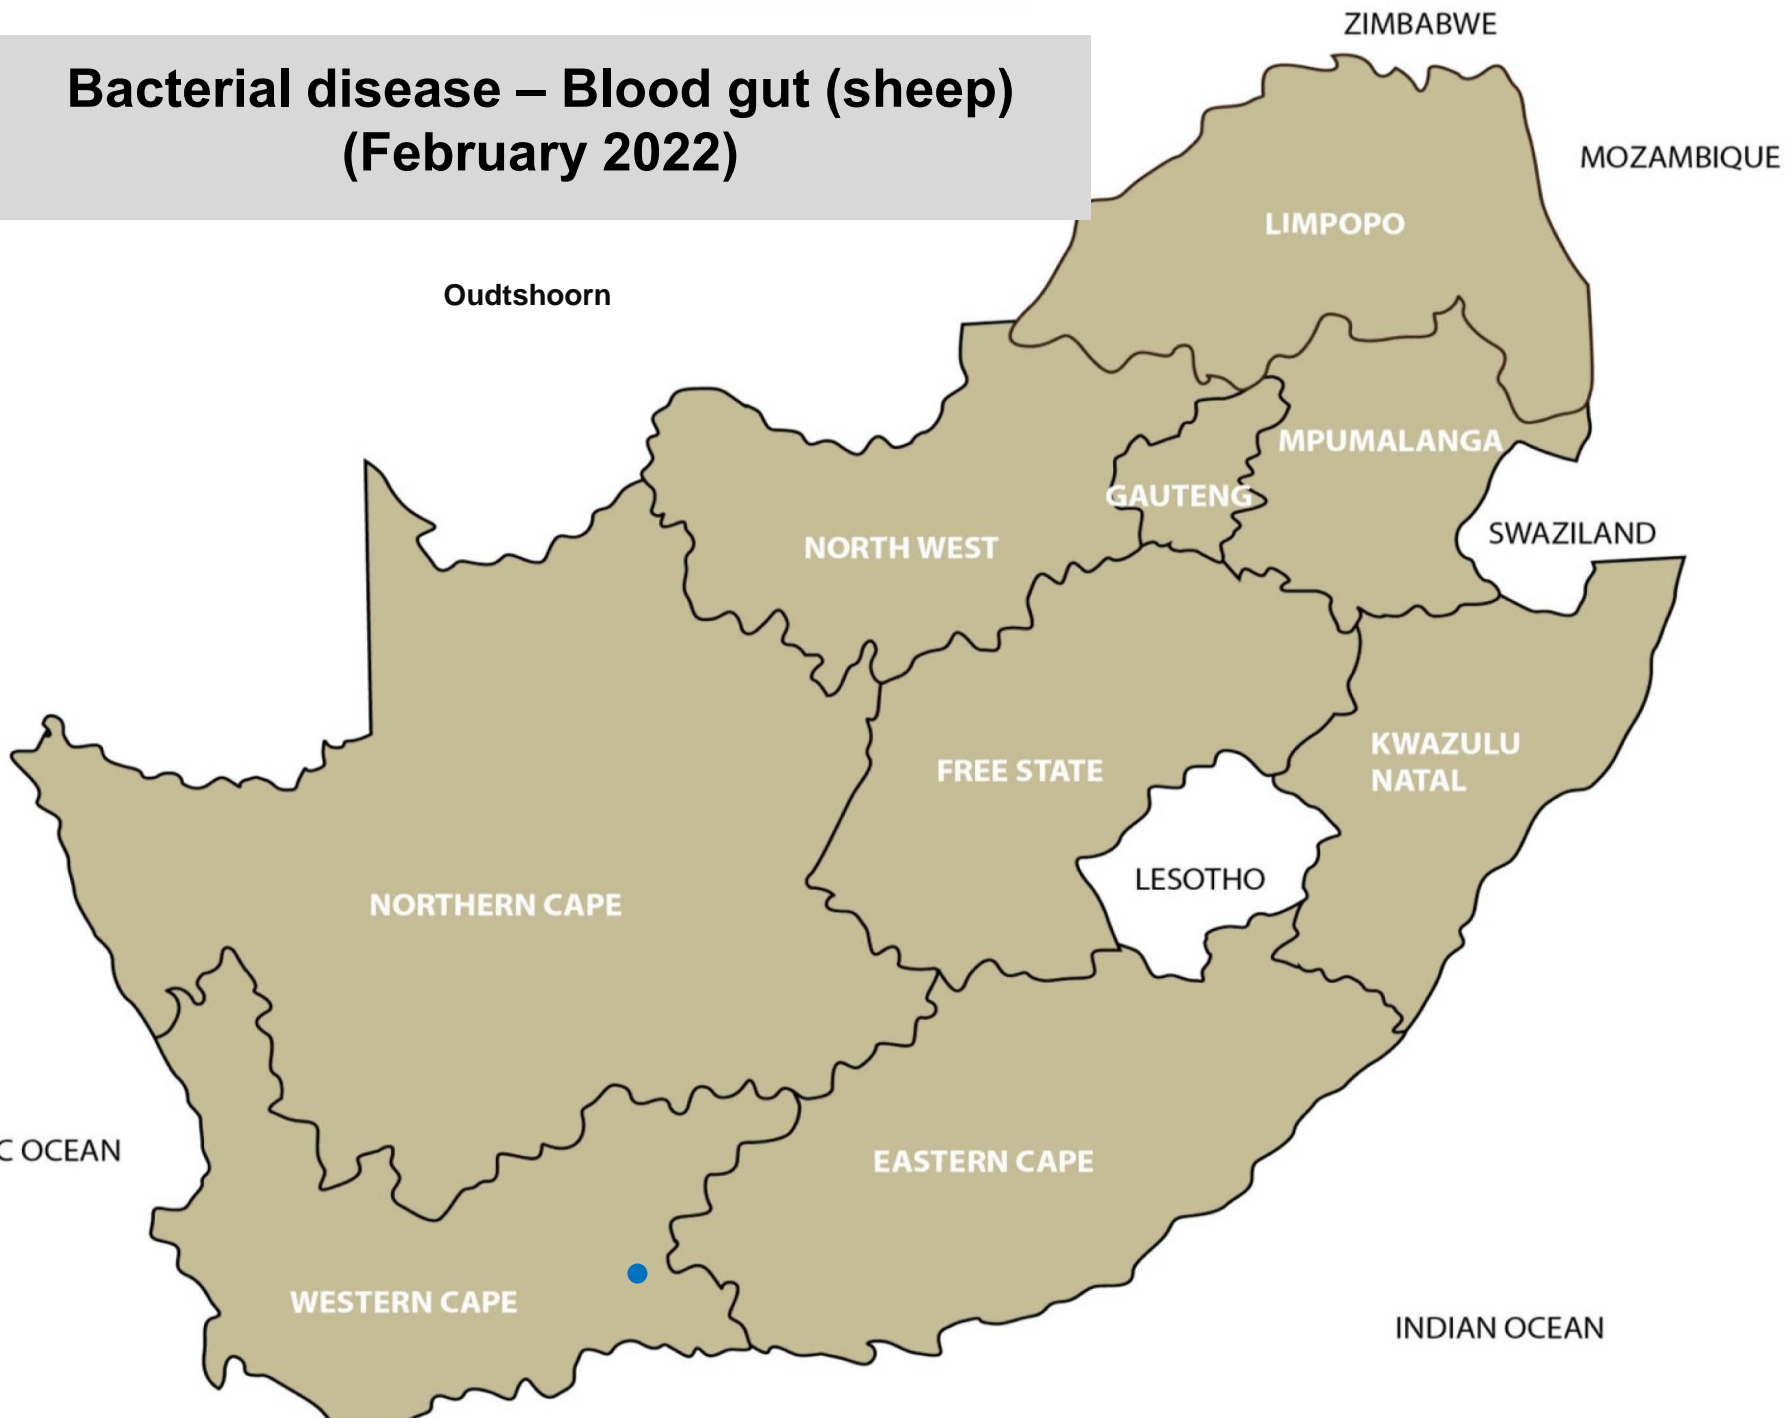 ZIMBABWE
Bacterial disease – Blood gut (sheep)
(February 2022)
MOZAMBIQUE
LIMPOPO
Oudtshoorn
MPUMALANGA
GAUTENG
SWAZILAND
NORTH WEST
KWAZULU
NATAL
FREE STATE
LESOTHO
NORTHERN CAPE
C OCEAN
EASTERN CAPE
WESTERN CAPE
INDIAN OCEAN